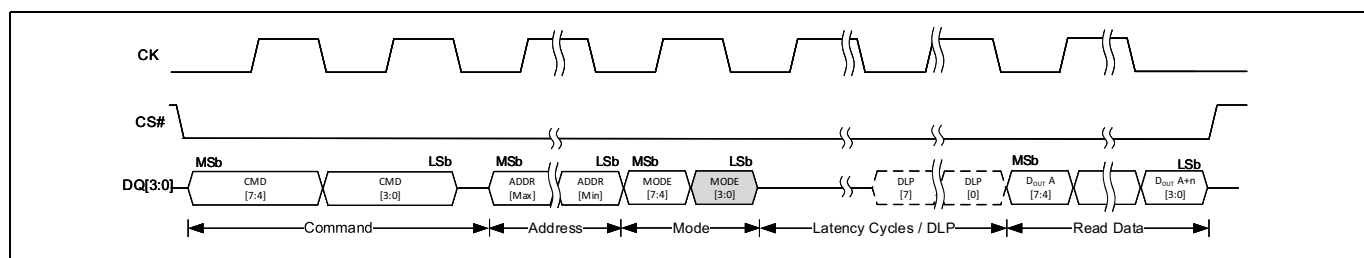 CK
CS#
MSb LSb MSb LSb MSb LSb MSb LSb
DQ[3:0]
CMD
[7:4]
CMD
[3:0]
ADDR
[Max]
ADDR
[Min]
MODE
[7:4]
MODE
[3:0]
DLP
[7]
DLP
[0]
DOUT A
[7:4]
DOUT A+n
[3:0]
Command Address Mode Latency Cycles / DLP Read Data